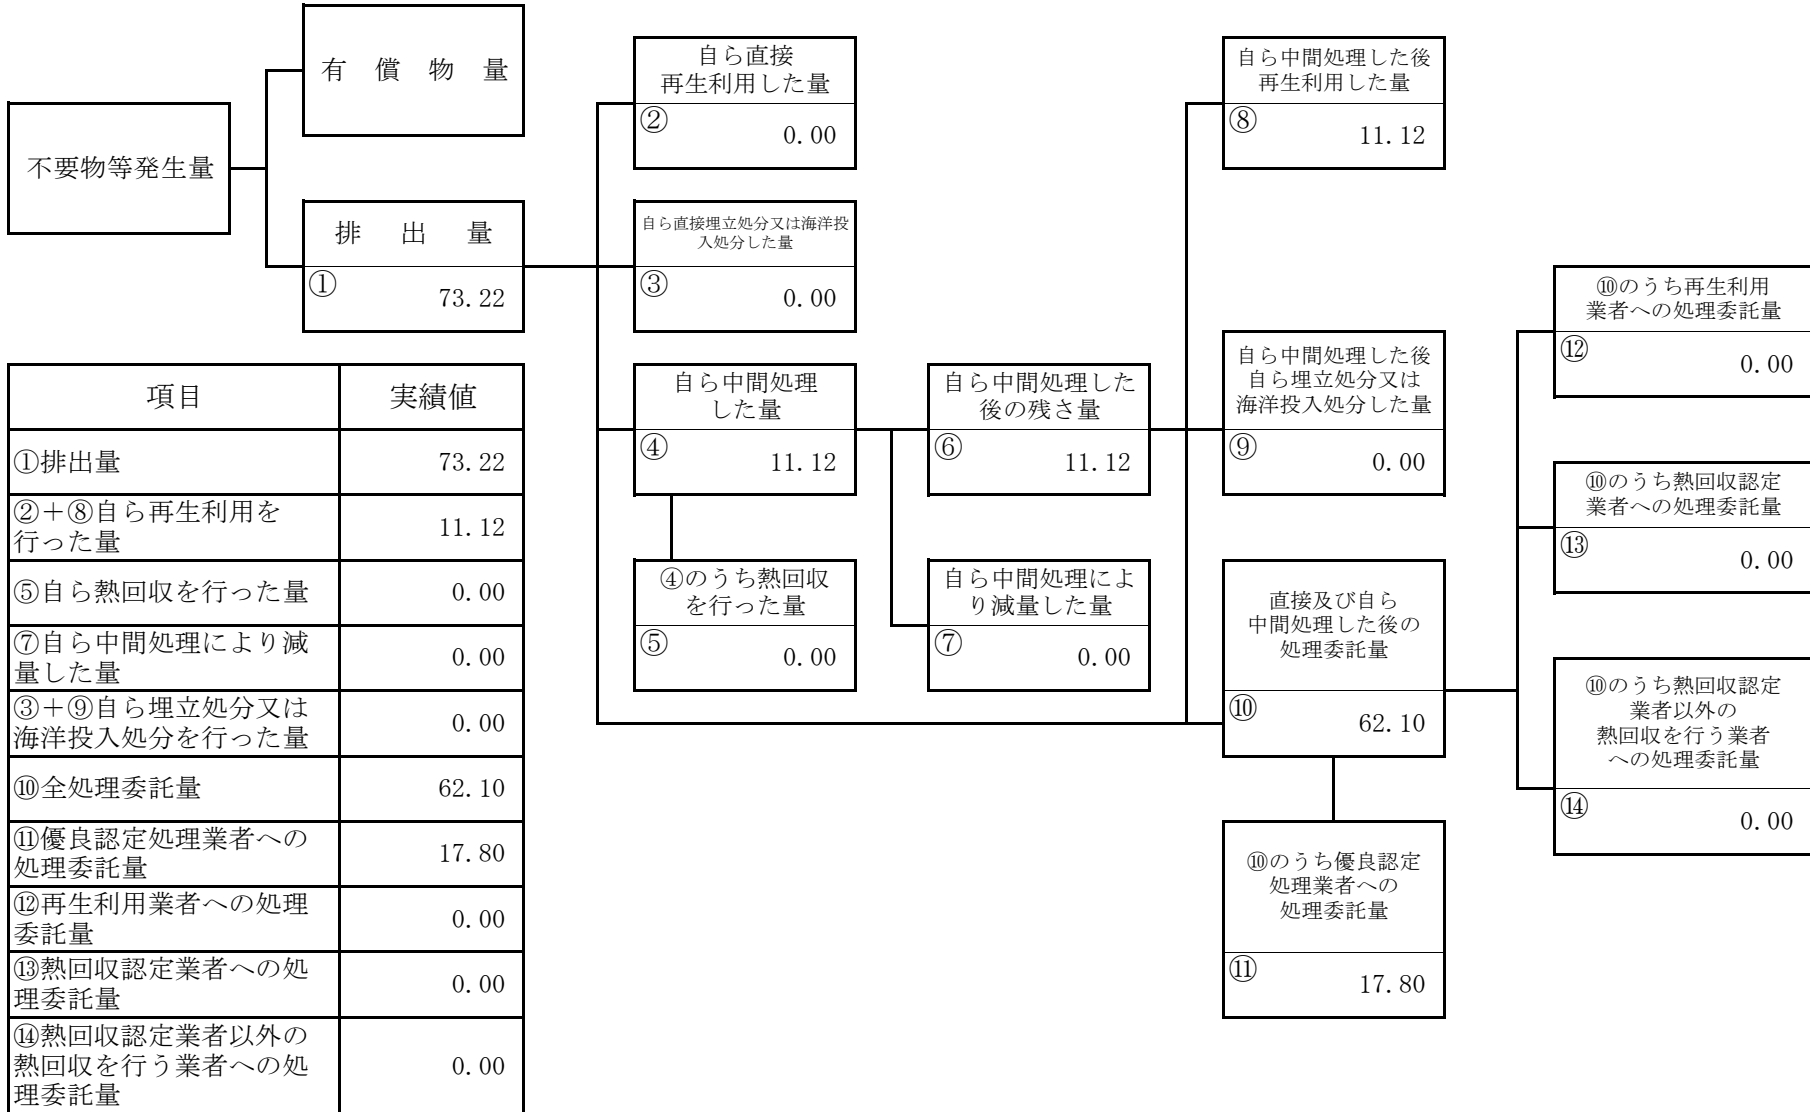 有 償 物 量
不要物等発生量
排 出 量
①
73.22
自ら直接
再生利用した量
②
0.00
自ら直接埋立処分又は海洋投
入処分した量
③
0.00
自ら中間処理
した量
④
11.12
④のうち熱回収
を行った量
⑤
0.00
自ら中間処理した
後の残さ量
⑥
11.12
自ら中間処理によ
り減量した量
⑦
0.00
自ら中間処理した後
再生利用した量
⑧
11.12
自ら中間処理した後
自ら埋立処分又は
海洋投入処分した量
⑨
0.00
直接及び自ら
中間処理した後の
処理委託量
⑩
62.10
⑩のうち優良認定
処理業者への
処理委託量
⑪
17.80
⑩のうち再生利用
業者への処理委託量
⑫
0.00
⑩のうち熱回収認定
業者への処理委託量
⑬
0.00
⑩のうち熱回収認定
業者以外の
熱回収を行う業者
への処理委託量
⑭
0.00
項目 実績値
①排出量 73.22
②+⑧自ら再生利用を
行った量
11.12
⑤自ら熱回収を行った量 0.00
⑦自ら中間処理により減
量した量
0.00
③+⑨自ら埋立処分又は
海洋投入処分を行った量
0.00
⑩全処理委託量 62.10
⑪優良認定処理業者への
処理委託量
17.80
⑫再生利用業者への処理
委託量
0.00
⑬熱回収認定業者への処
理委託量
0.00
⑭熱回収認定業者以外の
熱回収を行う業者への処
理委託量
0.00